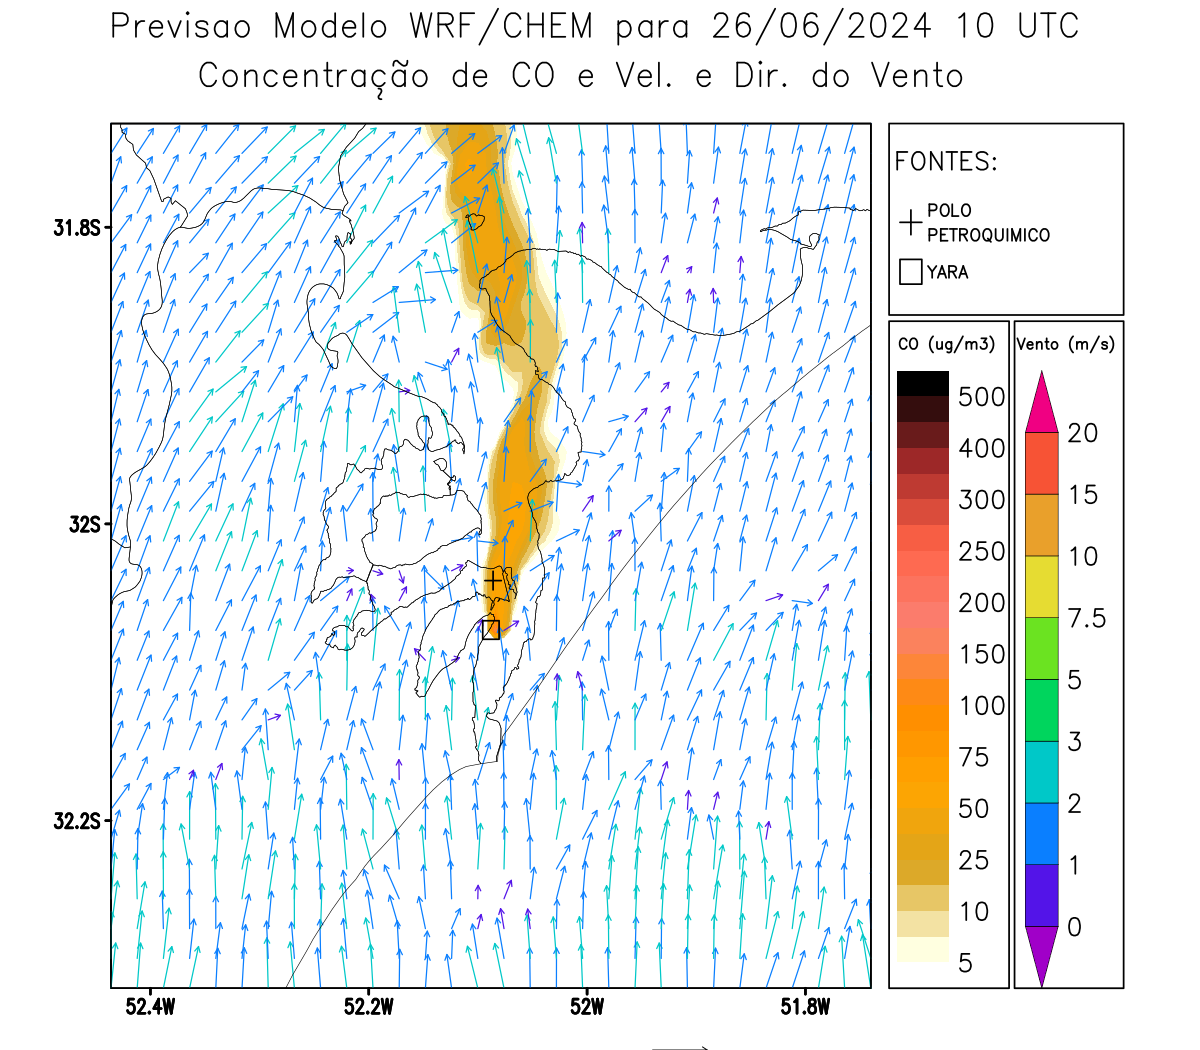 Previsao Modelo WRF/CHEM para 26/06/2024 10 UTC
Concentração de CO e Vel. e Dir. do Vento
FONTES:
POLO
PETROQUIMICO
YARA
CO (ug/m3)
500
400
300
250
200
150
100
75
50
25
10
5
Vento (m/s)
20
15
10
7.5
5
3
2
1
0
31.8S
32S
32.2S
52.4W
52.2W
52W
51.8W